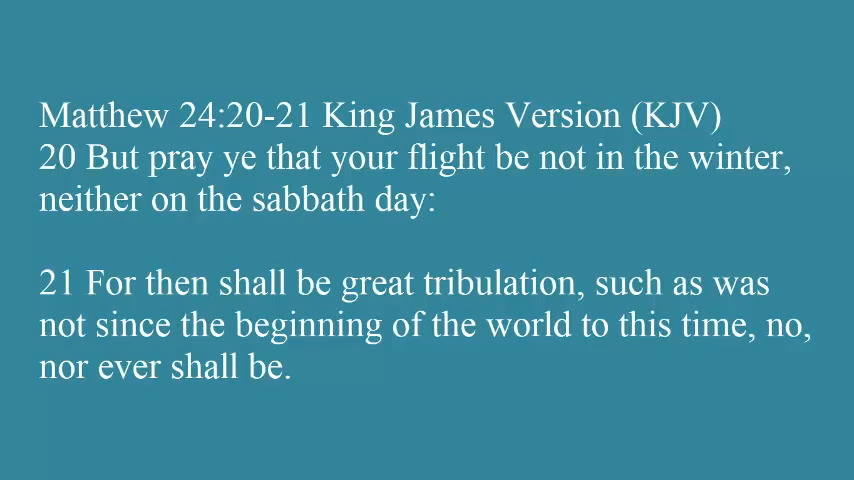 Matthew 24:20-21 King James Version (KJV)
20 But pray ye that your flight be not in the winter,
neither on the sabbath day:
21 For then shall be great tribulation, such as was
not since the beginning of the world to this time, no,
nor ever shall be.